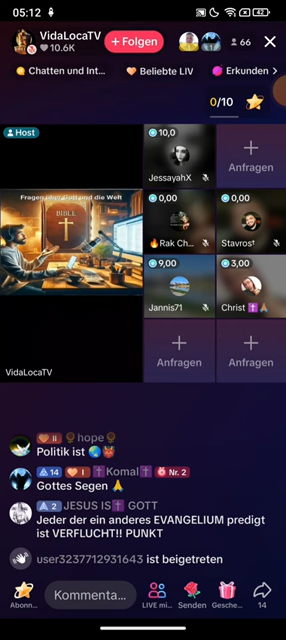 05:12
42
VidaLocaTV
10.6K
+ Folgen
66
Chatten und Int...
Beliebte LIV
Erkunden
0/10
Host
10,0
JessayahX
Anfragen
Fragen über Gott und die Welt
BIBLE
0,00
Rak Ch...
0,00
Stavros†
9,00
Jannis71
3,00
Christ ✝️🙏
VidaLocaTV
Anfragen
Anfragen
II hope
Politik ist 🌏👹
14 I ✝️Komal✝️ Nr. 2
Gottes Segen 🙏
2 JESUS IS✝️ GOTT
Jeder der ein anderes EVANGELIUM predigt
ist VERFLUCHT!! PUNKT
user3237712931643 ist beigetreten
Kommenta...
Abonn...
LIVE mi...
Senden
Gesche...
14